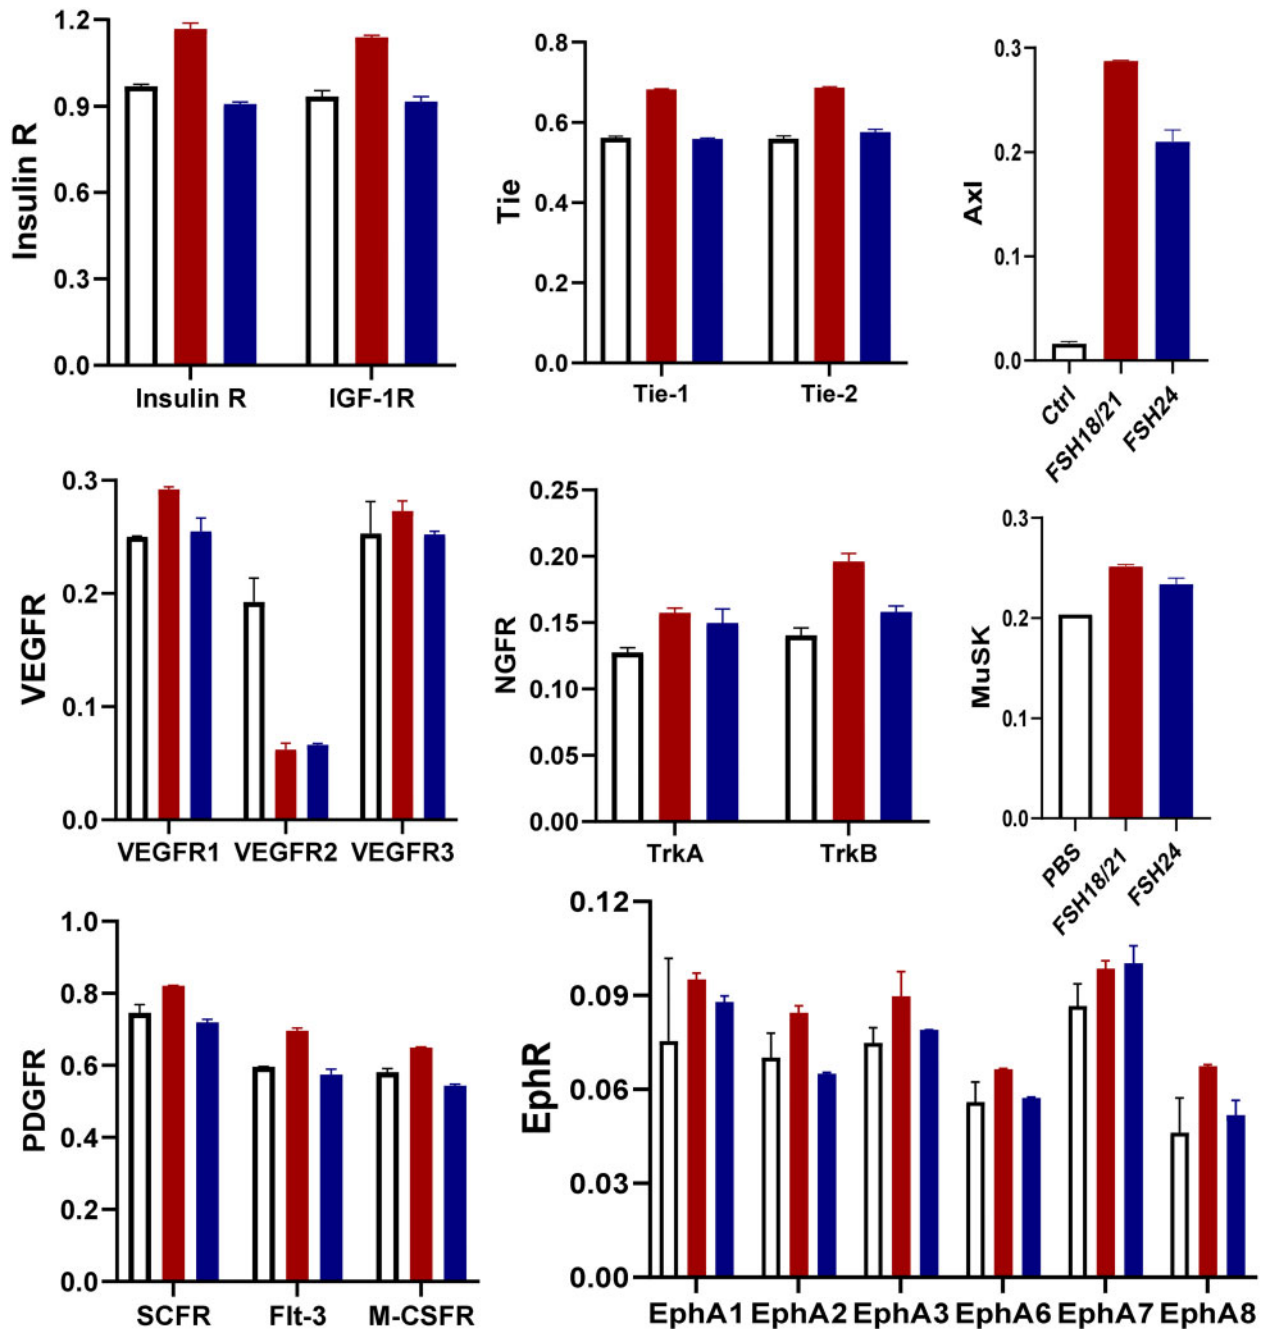 Insulin R
1.2
0.9
0.6
0.3
0.0
Insulin R IGF-1R
Tie
0.8
0.6
0.4
0.2
0.0
Tie-1 Tie-2
Axl
0.3
0.2
0.1
0.0
Ctrl
FSH18/21
FSH24
VEGFR
0.3
0.2
0.1
0.0
VEGFR1 VEGFR2 VEGFR3
NGFR
0.25
0.20
0.15
0.10
0.05
0.00
TrkA TrkB
MuSK
0.3
0.2
0.1
0.0
PBS
FSH18/21
FSH24
PDGFR
1.0
0.8
0.6
0.4
0.2
0.0
SCFR Flt-3 M-CSFR
EphR
0.12
0.09
0.06
0.03
0.00
EphA1 EphA2 EphA3 EphA6 EphA7 EphA8